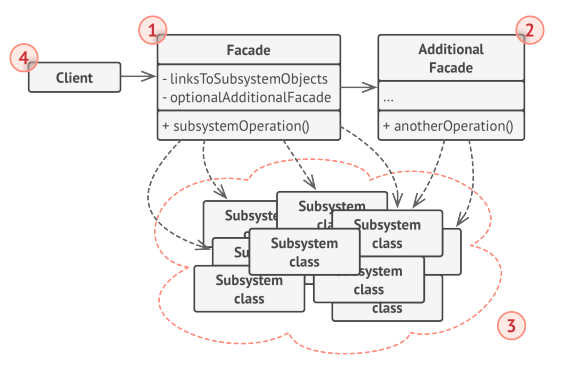 1
2
4
Client
Facade
- linksToSubsystemObjects
- optionalAdditionalFacade
+ subsystemOperation()
Additional
Facade
...
+ anotherOperation()
Subsystem
Subsystem
class
Subsystem
class
Subsystem
class
Subsystem
class
Subsystem
class
class
3